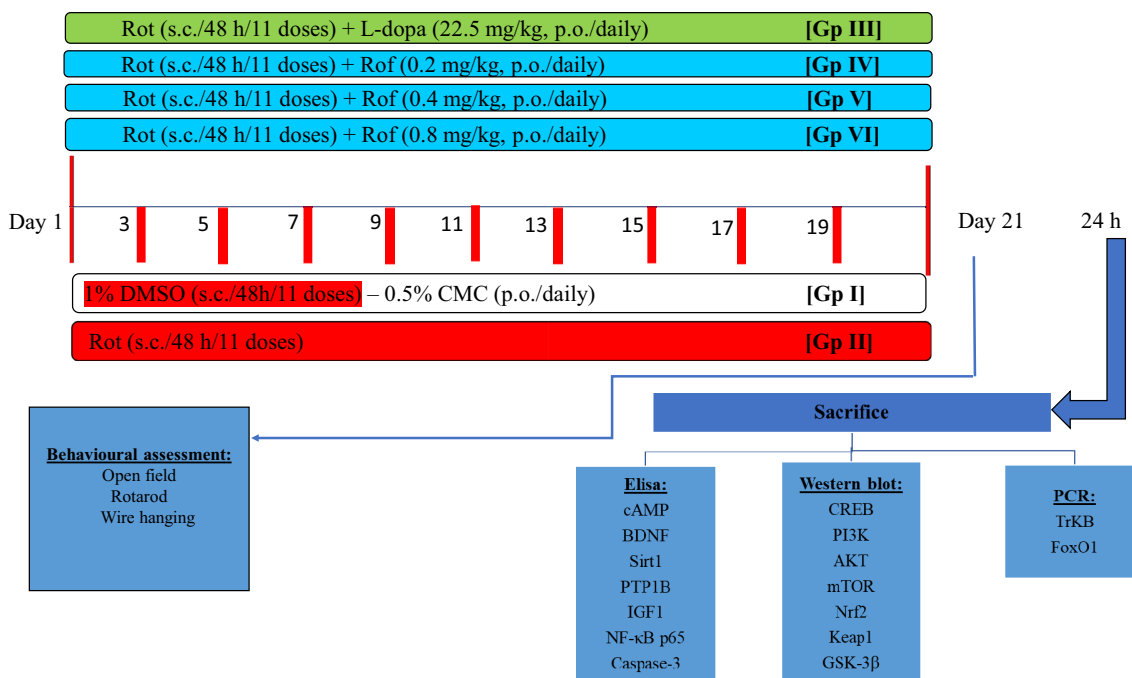 Rot (s.c./48 h/11 doses) + L-dopa (22.5 mg/kg, p.o./daily) [Gp III]
Rot (s.c./48 h/11 doses) + Rof (0.2 mg/kg, p.o./daily) [Gp IV]
Rot (s.c./48 h/11 doses) + Rof (0.4 mg/kg, p.o./daily) [Gp V]
Rot (s.c./48 h/11 doses) + Rof (0.8 mg/kg, p.o./daily) [Gp VI]
Day 1 3 5 7 9 11 13 15 17 19 Day 21 24 h
1% DMSO (s.c./48h/11 doses) – 0.5% CMC (p.o./daily) [Gp I]
Rot (s.c./48 h/11 doses) [Gp II]
Behavioural assessment:
Open field
Rotarod
Wire hanging
Sacrifice
Elisa:
cAMP
BDNF
Sirt1
PTP1B
IGF1
NF-κB p65
Caspase-3
Western blot:
CREB
PI3K
AKT
mTOR
Nrf2
Keap1
GSK-3β
PCR:
TrKB
FoxO1